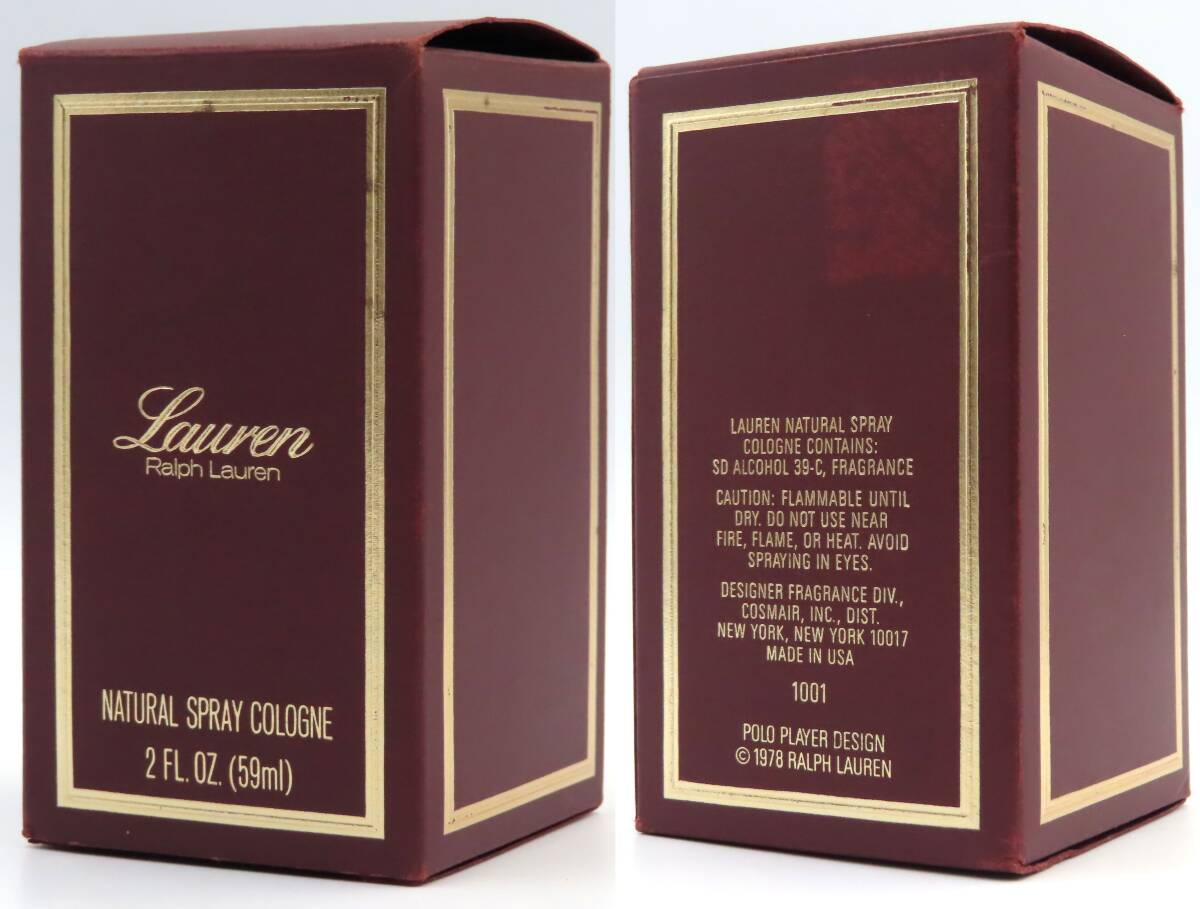 Lauren
Ralph Lauren
NATURAL SPRAY COLOGNE
2 FL. OZ. (59ml)
LAUREN NATURAL SPRAY
COLOGNE CONTAINS:
SD ALCOHOL 39-C, FRAGRANCE
CAUTION: FLAMMABLE UNTIL
DRY. DO NOT USE NEAR
FIRE, FLAME, OR HEAT. AVOID
SPRAYING IN EYES.
DESIGNER FRAGRANCE DIV.,
COSMAIR, INC., DIST.
NEW YORK, NEW YORK 10017
MADE IN USA
1001
POLO PLAYER DESIGN
© 1978 RALPH LAUREN